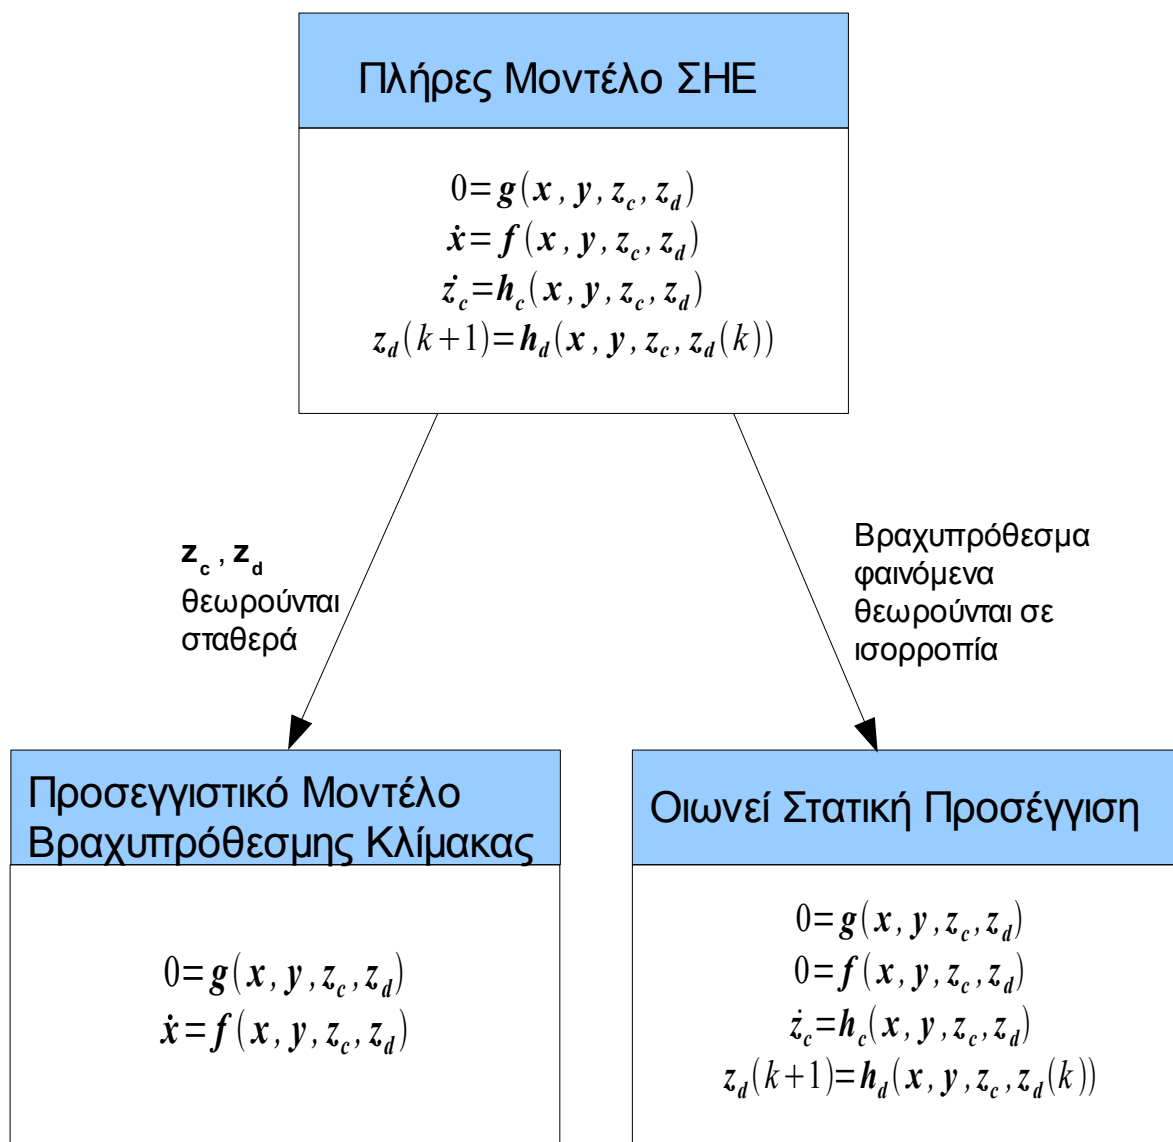 Πλήρες Μοντέλο ΣΗΕ
0=g(x, y, z_c, z_d)
ẋ=f(x, y, z_c, z_d)
ż_c=h_c(x, y, z_c, z_d)
z_d(k+1)=h_d(x, y, z_c, z_d(k))
z_c, z_d
θεωρούνται
σταθερά
Βραχυπρόθεσμα
φαινόμενα
θεωρούνται σε
ισορροπία
Προσεγγιστικό Μοντέλο
Βραχυπρόθεσμης Κλίμακας
0=g(x, y, z_c, z_d)
ẋ=f(x, y, z_c, z_d)
Οιωνεί Στατική Προσέγγιση
0=g(x, y, z_c, z_d)
0=f(x, y, z_c, z_d)
ż_c=h_c(x, y, z_c, z_d)
z_d(k+1)=h_d(x, y, z_c, z_d(k))